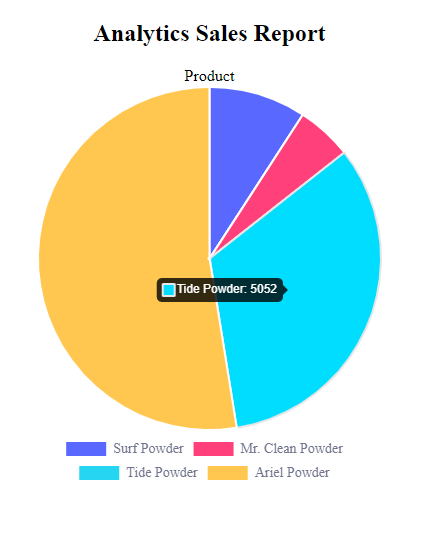 Analytics Sales Report
Product
Tide Powder: 5052
Surf Powder Mr. Clean Powder
Tide Powder Ariel Powder